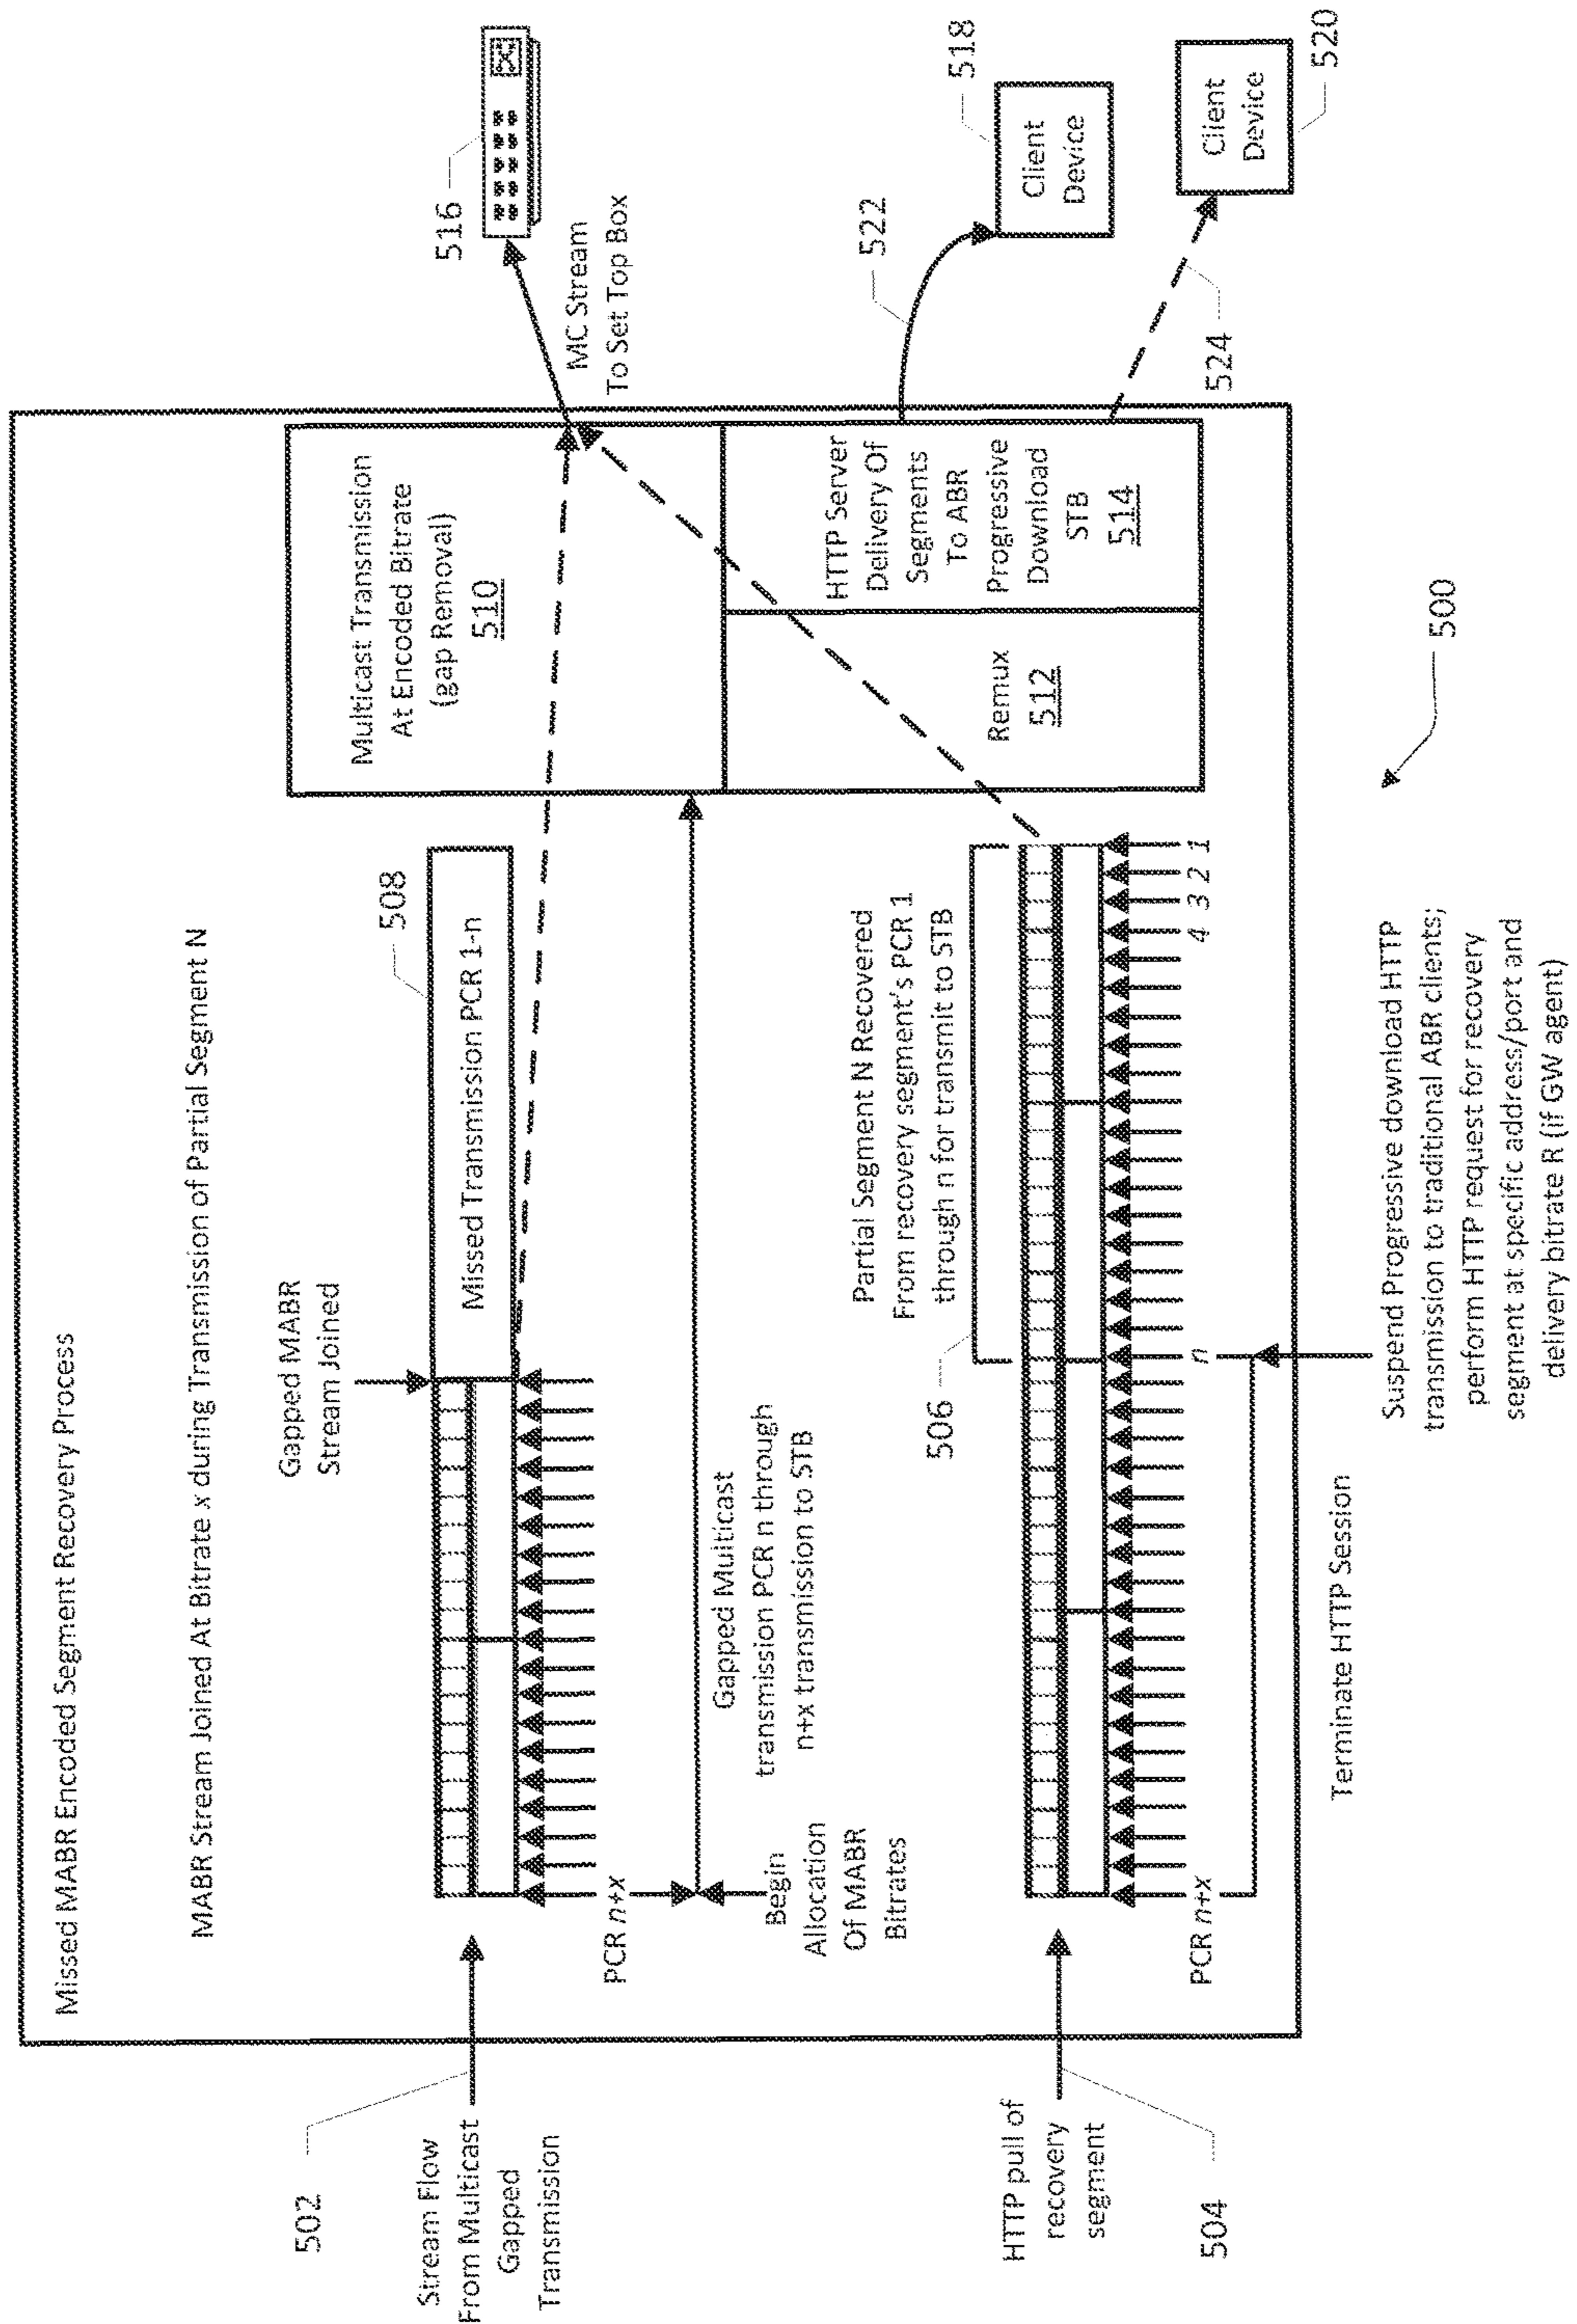 Missed MABR Encoded Segment Recovery Process
MABR Stream Joined At Bitrate x during Transmission of Partial Segment N
502
Stream Flow
From Multicast
Gapped
Transmission
Gapped MABR
Stream Joined
508
Missed Transmission PCR 1-n
PCR n+x
Begin
Allocation
Of MABR
Bitrates
Gapped Multicast
transmission PCR n through
n+x transmission to STB
Multicast Transmission
At Encoded Bitrate
(gap Removal)
510
Remux
512
HTTP Server
Delivery Of
Segments
To ABR
Progressive
Download
STB
514
516
MC Stream
To Set Top Box
522
518
Client
Device
524
Client
Device
520
HTTP pull of
recovery
segment
504
506
Partial Segment N Recovered
From recovery segment's PCR 1
through n for transmit to STB
PCR n+x
n
4 3 2 1
Terminate HTTP Session
Suspend Progressive download HTTP
transmission to traditional ABR clients;
perform HTTP request for recovery
segment at specific address/port and
delivery bitrate R (if GW agent)
500